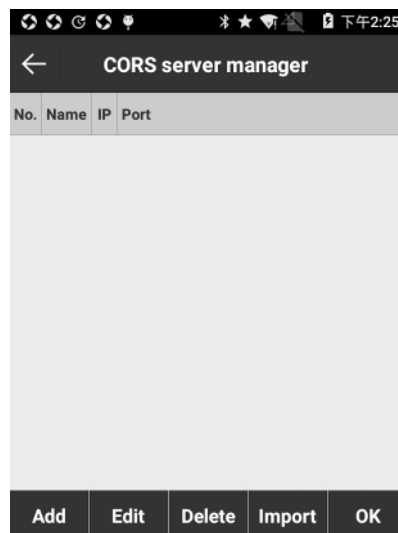 下午2:25
CORS server manager
No. Name IP Port
Add Edit Delete Import OK